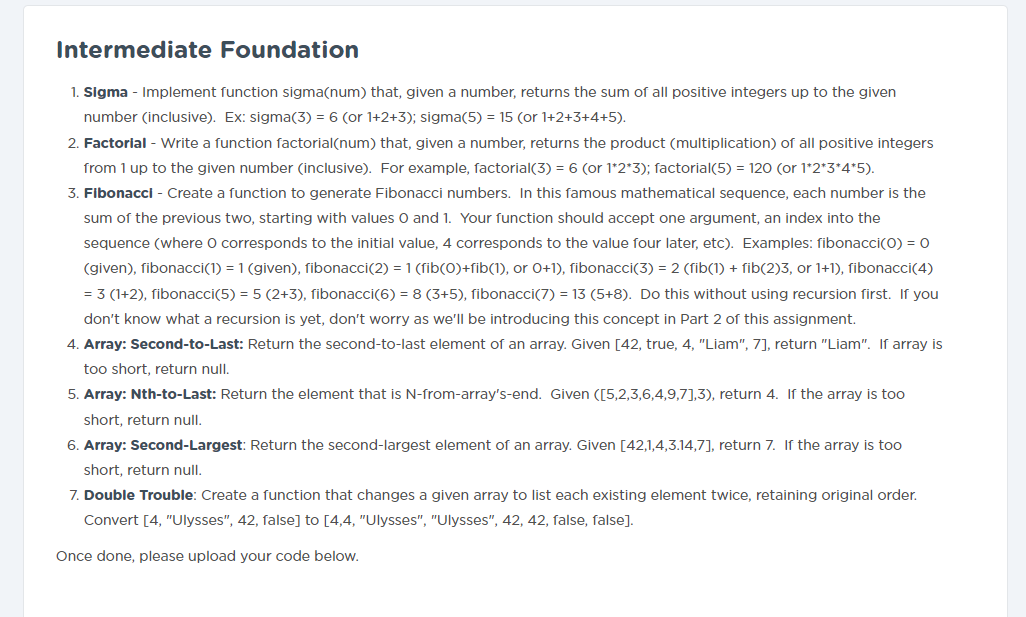 Intermediate Foundation
1. Sigma - Implement function sigma(num) that, given a number, returns the sum of all positive integers up to the given
number (inclusive).  Ex: sigma(3) = 6 (or 1+2+3); sigma(5) = 15 (or 1+2+3+4+5).
2. Factorial - Write a function factorial(num) that, given a number, returns the product (multiplication) of all positive integers
from 1 up to the given number (inclusive).  For example, factorial(3) = 6 (or 1*2*3); factorial(5) = 120 (or 1*2*3*4*5).
3. Fibonacci - Create a function to generate Fibonacci numbers.  In this famous mathematical sequence, each number is the
sum of the previous two, starting with values 0 and 1.  Your function should accept one argument, an index into the
sequence (where 0 corresponds to the initial value, 4 corresponds to the value four later, etc).  Examples: fibonacci(0) = 0
(given), fibonacci(1) = 1 (given), fibonacci(2) = 1 (fib(0)+fib(1), or 0+1), fibonacci(3) = 2 (fib(1) + fib(2)3, or 1+1), fibonacci(4)
= 3 (1+2), fibonacci(5) = 5 (2+3), fibonacci(6) = 8 (3+5), fibonacci(7) = 13 (5+8).  Do this without using recursion first.  If you
don't know what a recursion is yet, don't worry as we'll be introducing this concept in Part 2 of this assignment.
4. Array: Second-to-Last: Return the second-to-last element of an array. Given [42, true, 4, "Liam", 7], return "Liam".  If array is
too short, return null.
5. Array: Nth-to-Last: Return the element that is N-from-array's-end.  Given ([5,2,3,6,4,9,7],3), return 4.  If the array is too
short, return null.
6. Array: Second-Largest: Return the second-largest element of an array. Given [42,1,4,3.14,7], return 7.  If the array is too
short, return null.
7. Double Trouble: Create a function that changes a given array to list each existing element twice, retaining original order.
Convert [4, "Ulysses", 42, false] to [4,4, "Ulysses", "Ulysses", 42, 42, false, false].
Once done, please upload your code below.